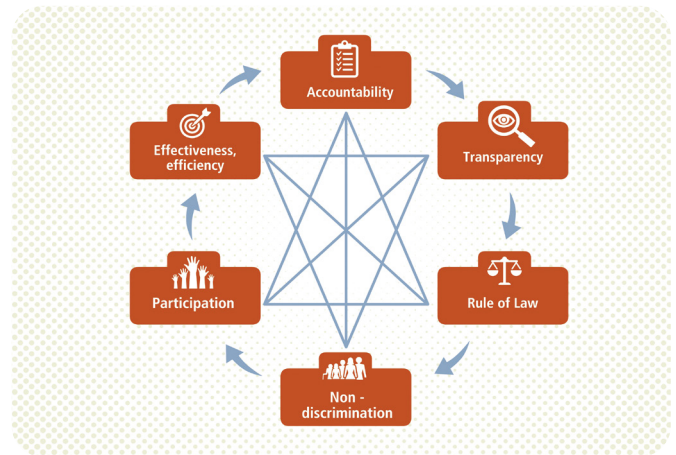 Accountability
Transparency
Rule of Law
Non -
discrimination
Participation
Effectiveness,
efficiency